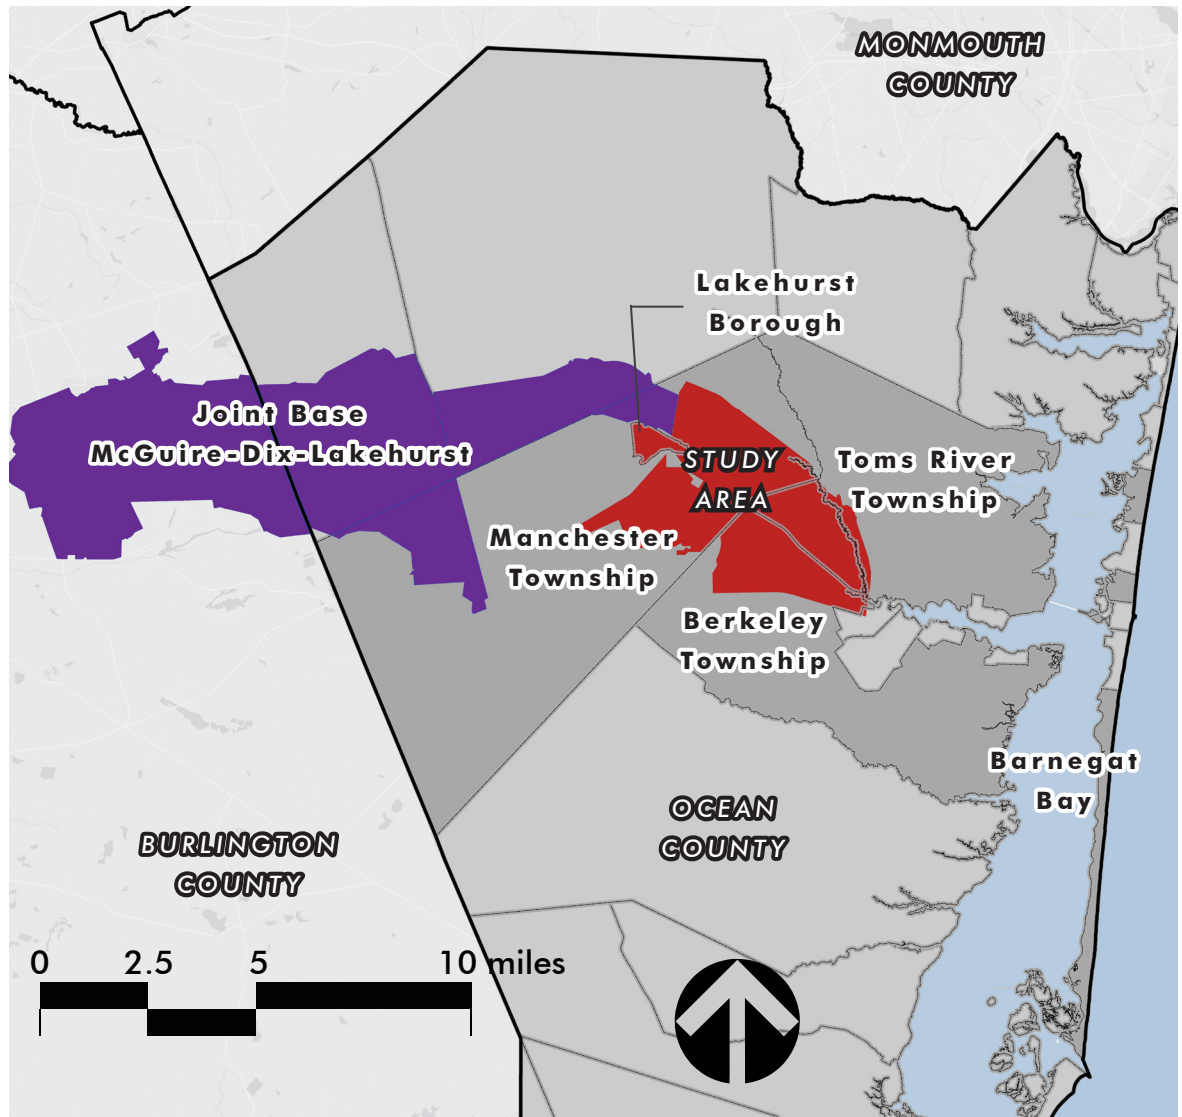 MONMOUTH
COUNTY
Lakehurst
Borough
Joint Base
McGuire-Dix-Lakehurst
STUDY
AREA
Toms River
Township
Manchester
Township
Berkeley
Township
Barnegat
Bay
OCEAN
COUNTY
BURLINGTON
COUNTY
0 2.5 5 10 miles